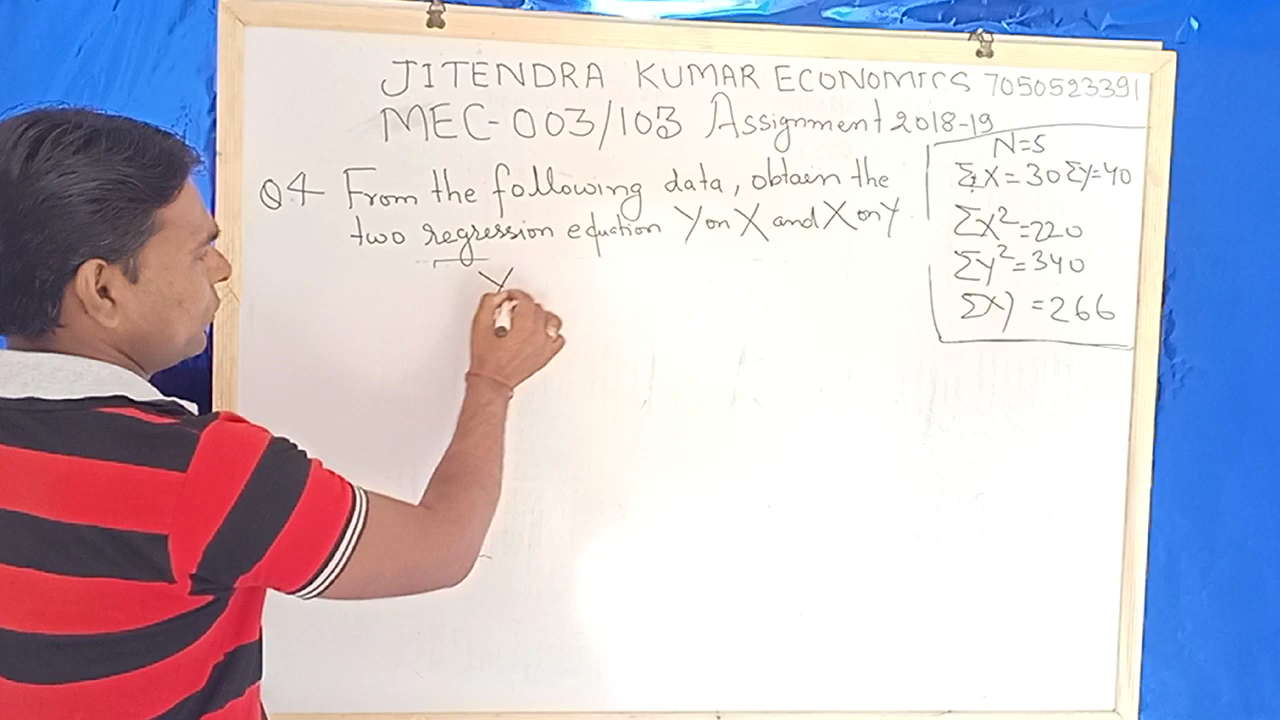 JITENDRA KUMAR ECONOMICS 7050523391
MEC-003/103 Assignment 2018-19
Q4 From the following data, obtain the
two regression equation Y on X and X on Y.
Y
N=5
ΣX=30 ΣY=40
ΣX²=220
ΣY²=340
ΣXY=266